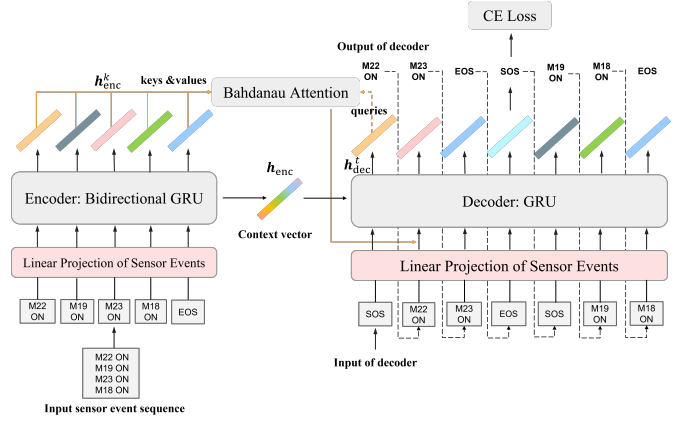 CE Loss
Output of decoder
M22
ON
M23
ON
EOS
SOS
M19
ON
M18
ON
EOS
h^k_enc
keys &values
Bahdanau Attention
queries
h^t_dec
Encoder: Bidirectional GRU
h_enc
Context vector
Decoder: GRU
Linear Projection of Sensor Events
Linear Projection of Sensor Events
M22
ON
M19
ON
M23
ON
M18
ON
EOS
SOS
M22
ON
M23
ON
EOS
SOS
M19
ON
M18
ON
M22 ON
M19 ON
M23 ON
M18 ON
Input of decoder
Input sensor event sequence